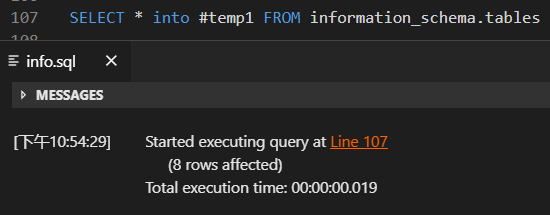 107 SELECT * into #temp1 FROM information_schema.tables
info.sql
MESSAGES
[下午10:54:29] Started executing query at Line 107
(8 rows affected)
Total execution time: 00:00:00.019